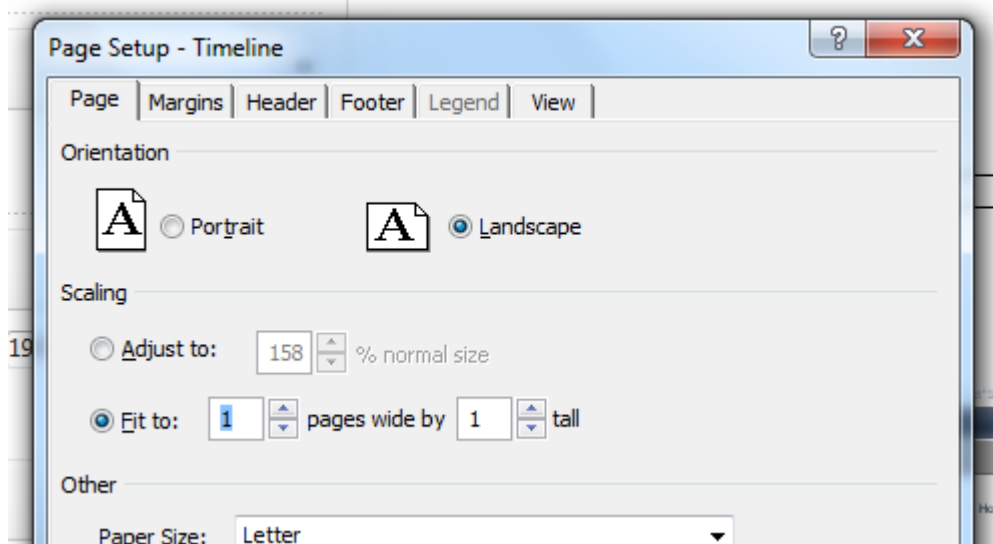 Page Setup - Timeline
Page Margins Header Footer Legend View
Orientation
A Portrait A Landscape
Scaling
19
Adjust to: 158 % normal size
Fit to: 1 pages wide by 1 tall
Other
Ho
Paper Size: Letter